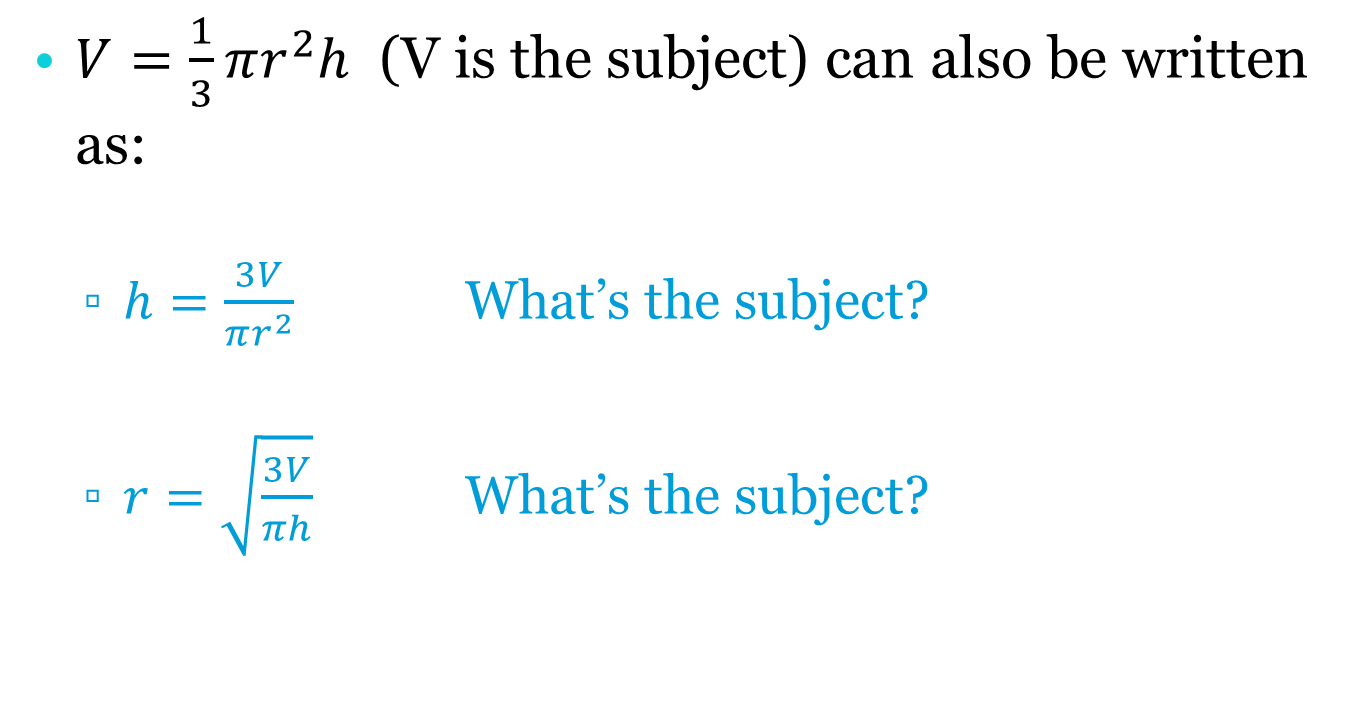 • V = 1/3 πr²h (V is the subject) can also be written
as:
▫ h = 3V/πr² What’s the subject?
▫ r = √(3V/πh) What’s the subject?